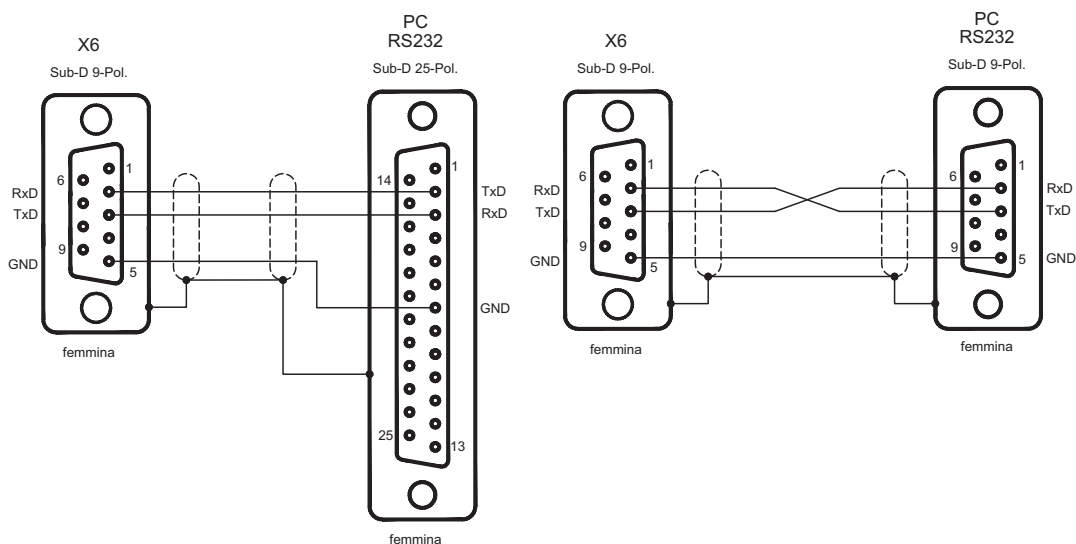 X6
Sub-D 9-Pol.
1
6
RxD
TxD
9
GND
5
femmina
PC
RS232
Sub-D 25-Pol.
1
14
TxD
RxD
GND
25
13
femmina
X6
Sub-D 9-Pol.
1
6
RxD
TxD
9
GND
5
femmina
PC
RS232
Sub-D 9-Pol.
1
6
RxD
TxD
9
5
GND
femmina